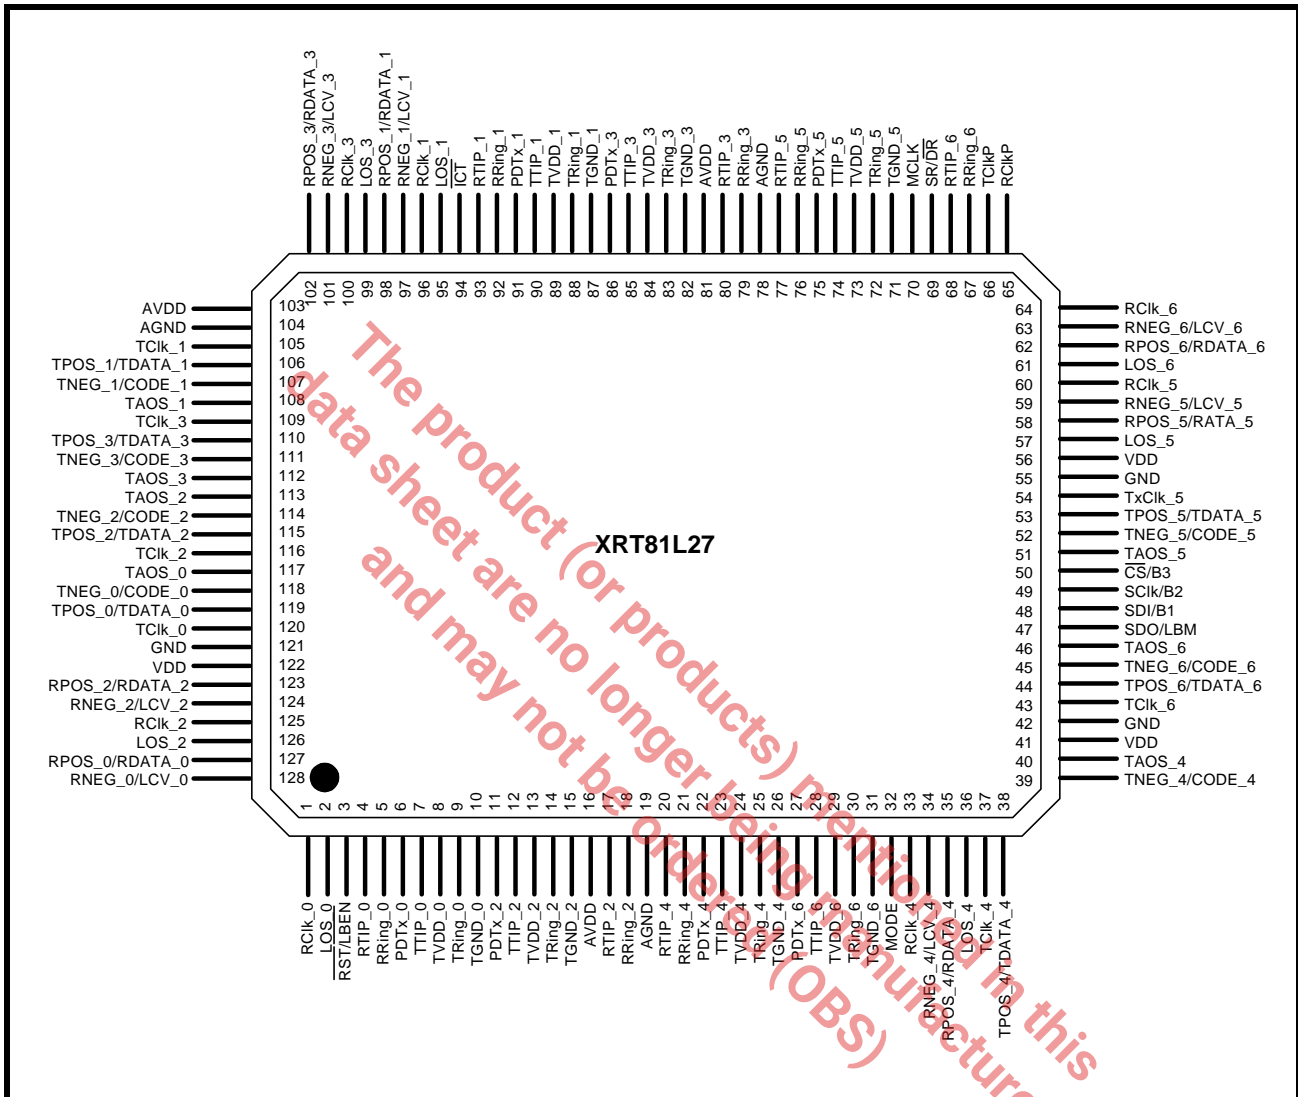 RPOS_3/RDATA_3
RNEG_3/LCV_3
RClk_3
LOS_3
RPOS_1/RDATA_1
RNEG_1/LCV_1
RClk_1
LOS_1
ICT
RTIP_1
RRing_1
PDTx_1
TTIP_1
TVDD_1
TRing_1
TGND_1
PDTx_3
TTIP_3
TVDD_3
TRing_3
TGND_3
AVDD
RTIP_3
RRing_3
AGND
RTIP_5
RRing_5
PDTx_5
TTIP_5
TVDD_5
TRing_5
TGND_5
MCLK
SR/DR
RTIP_6
RRing_6
TClkP
RClkP
102 101 100 99 98 97 96 95 94 93 92 91 90 89 88 87 86 85 84 83 82 81 80 79 78 77 76 75 74 73 72 71 70 69 68 67 66 65
AVDD 103
AGND 104
TClk_1 105
TPOS_1/TDATA_1 106
TNEG_1/CODE_1 107
TAOS_1 108
TClk_3 109
TPOS_3/TDATA_3 110
TNEG_3/CODE_3 111
TAOS_3 112
TAOS_2 113
TNEG_2/CODE_2 114
TPOS_2/TDATA_2 115
TClk_2 116
TAOS_0 117
TNEG_0/CODE_0 118
TPOS_0/TDATA_0 119
TClk_0 120
GND 121
VDD 122
RPOS_2/RDATA_2 123
RNEG_2/LCV_2 124
RClk_2 125
LOS_2 126
RPOS_0/RDATA_0 127
RNEG_0/LCV_0 128
XRT81L27
64 RClk_6
63 RNEG_6/LCV_6
62 RPOS_6/RDATA_6
61 LOS_6
60 RClk_5
59 RNEG_5/LCV_5
58 RPOS_5/RATA_5
57 LOS_5
56 VDD
55 GND
54 TxClk_5
53 TPOS_5/TDATA_5
52 TNEG_5/CODE_5
51 TAOS_5
50 CS/B3
49 SClk/B2
48 SDI/B1
47 SDO/LBM
46 TAOS_6
45 TNEG_6/CODE_6
44 TPOS_6/TDATA_6
43 TClk_6
42 GND
41 VDD
40 TAOS_4
39 TNEG_4/CODE_4
1 2 3 4 5 6 7 8 9 10 11 12 13 14 15 16 17 18 19 20 21 22 23 24 25 26 27 28 29 30 31 32 33 34 35 36 37 38
RClk_0
LOS_0
RST/LBEN
RTIP_0
RRing_0
PDTx_0
TTIP_0
TVDD_0
TRing_0
TGND_0
PDTx_2
TTIP_2
TVDD_2
TRing_2
TGND_2
AVDD
RTIP_2
RRing_2
AGND
RTIP_4
RRing_4
PDTx_4
TTIP_4
TVDD_4
TRing_4
TGND_4
PDTx_6
TTIP_6
TVDD_6
TRing_6
TGND_6
MODE
RClk_4
RNEG_4/LCV_4
RPOS_4/RDATA_4
LOS_4
TClk_4
TPOS_4/TDATA_4
The product (or products) mentioned in this
data sheet are no longer being manufacture
and may not be ordered (OBS)